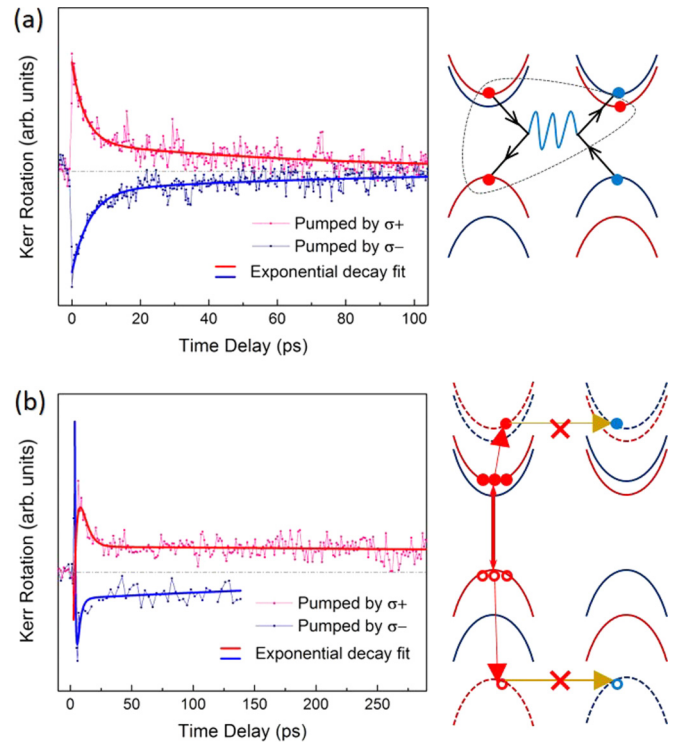 (a)
Kerr Rotation (arb. units)
Pumped by σ+
Pumped by σ−
Exponential decay fit
0 20 40 60 80 100
Time Delay (ps)
(b)
Kerr Rotation (arb. units)
Pumped by σ+
Pumped by σ−
Exponential decay fit
0 50 100 150 200 250
Time Delay (ps)